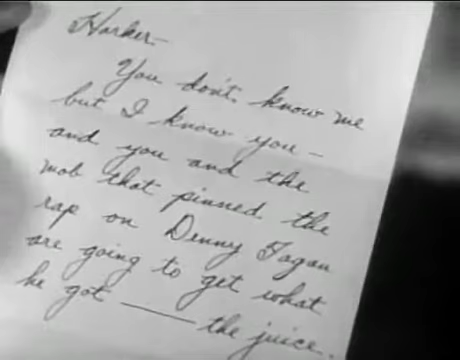 Harker-
You don't know me
but I know you -
and you and the
mob that pinned the
rap on Denny Fagan
are going to get what
he got — the juice.